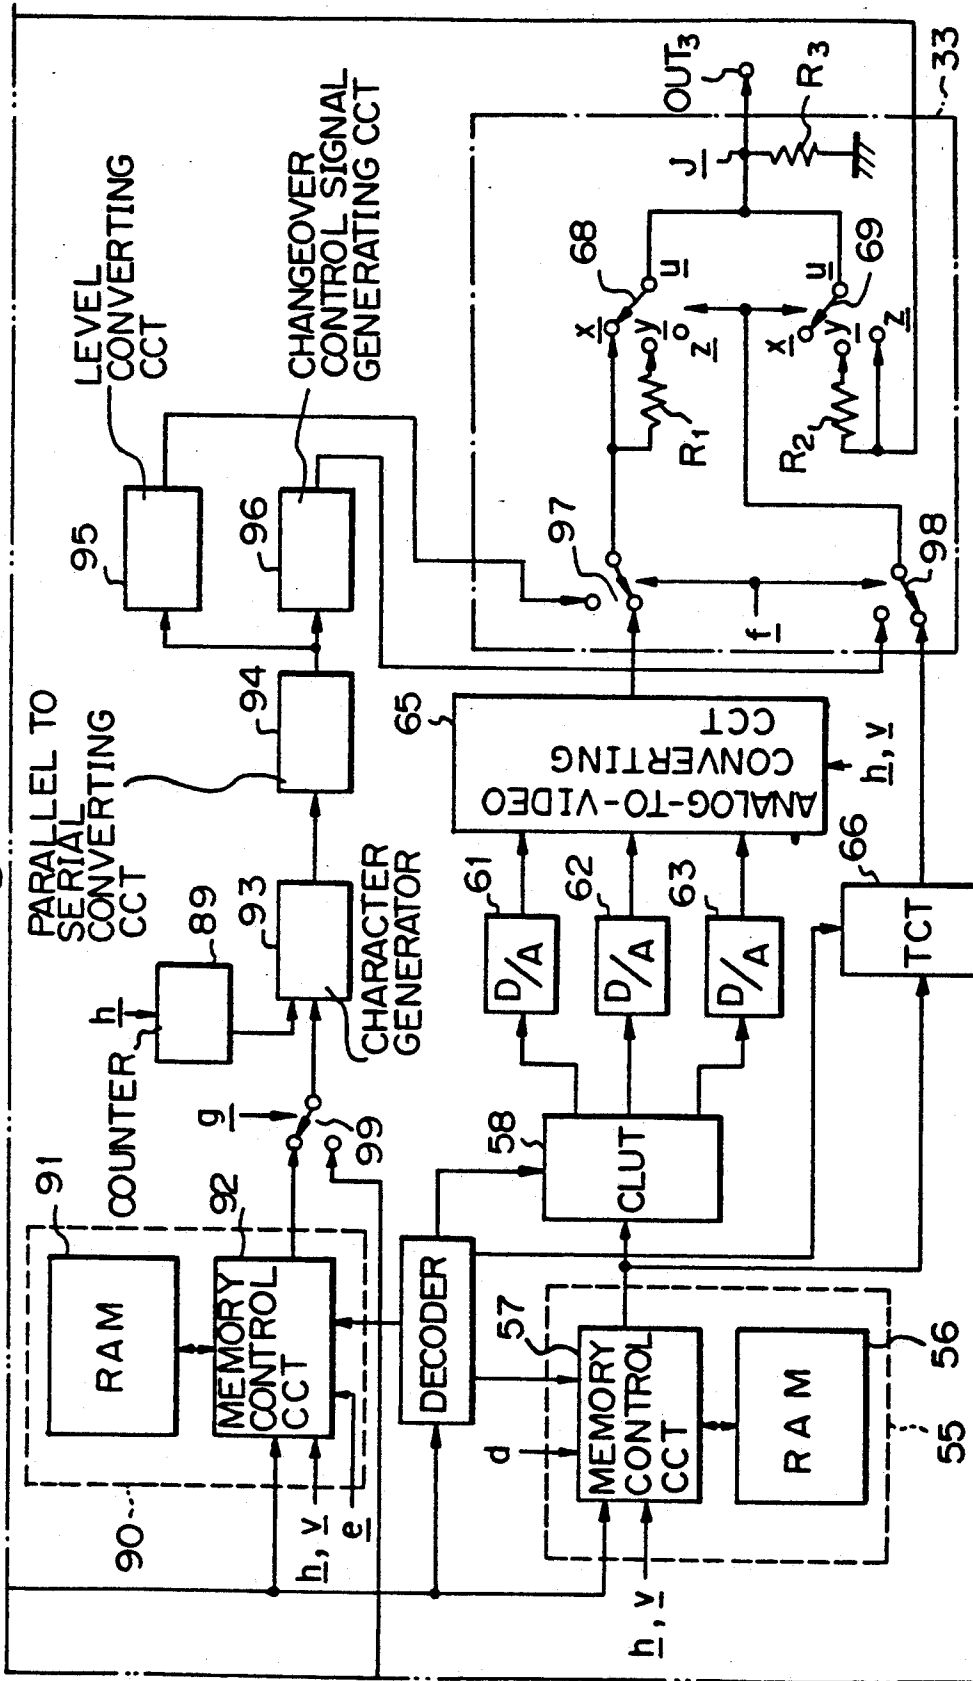 PARALLEL TO
SERIAL
CONVERTING
CCT
LEVEL
CONVERTING
CCT
CHANGEOVER
CONTROL SIGNAL
GENERATING CCT
91
RAM
92
MEMORY
CONTROL
CCT
90
h, v
e
COUNTER
h
89
g
99
93
CHARACTER
GENERATOR
94
95
96
DECODER
d
57
MEMORY
CONTROL
CCT
h, v
RAM
56
55
58
CLUT
61
D/A
62
D/A
63
D/A
65
ANALOG-TO-VIDEO
CONVERTING
CCT
h, v
66
TCT
97
f
98
x
y
z
68
u
R1
x
y
z
69
u
R2
J
OUT3
R3
33